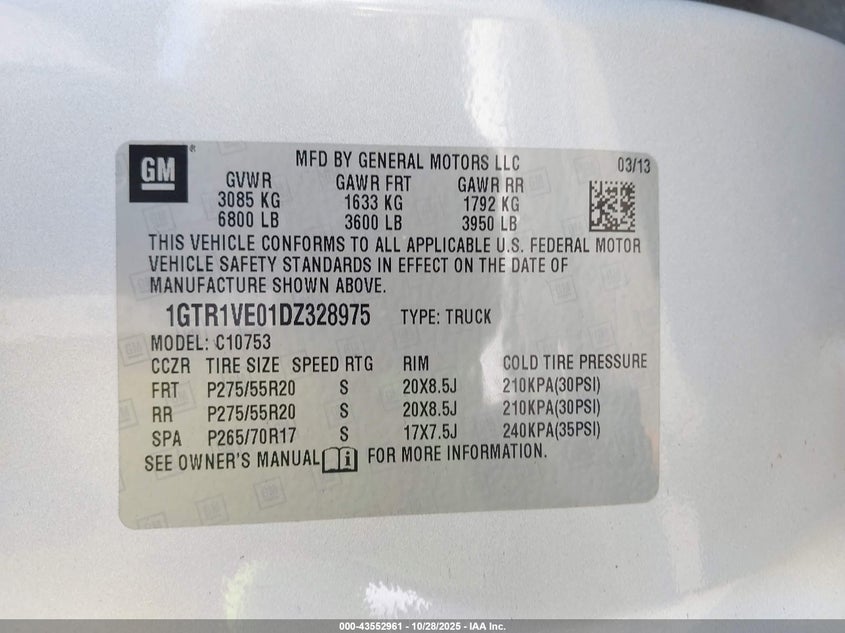 GM ®
MFD BY GENERAL MOTORS LLC 03/13
GVWR GAWR FRT GAWR RR
3085 KG 1633 KG 1792 KG
6800 LB 3600 LB 3950 LB
THIS VEHICLE CONFORMS TO ALL APPLICABLE U.S. FEDERAL MOTOR
VEHICLE SAFETY STANDARDS IN EFFECT ON THE DATE OF
MANUFACTURE SHOWN ABOVE.
1GTR1VE01DZ328975 TYPE: TRUCK
MODEL: C10753
CCZR TIRE SIZE SPEED RTG RIM COLD TIRE PRESSURE
FRT P275/55R20 S 20X8.5J 210KPA(30PSI)
RR P275/55R20 S 20X8.5J 210KPA(30PSI)
SPA P265/70R17 S 17X7.5J 240KPA(35PSI)
SEE OWNER'S MANUAL i FOR MORE INFORMATION.
000-43552961 - 10/28/2025 - IAA Inc.